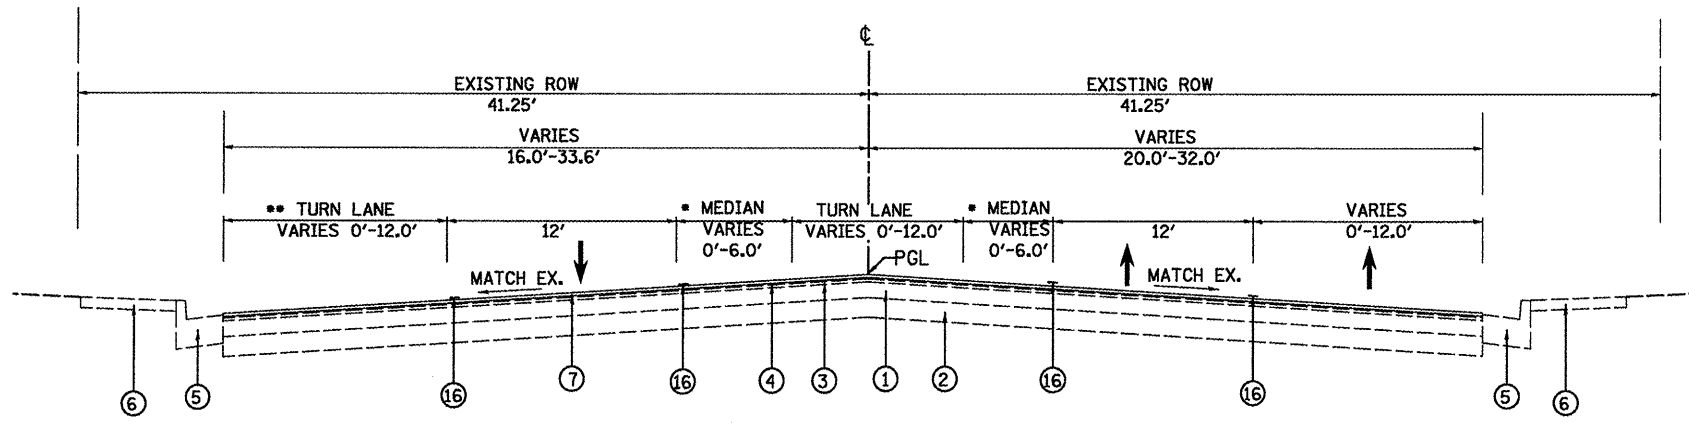 ℄
EXISTING ROW
41.25'
EXISTING ROW
41.25'
VARIES
16.0'-33.6'
VARIES
20.0'-32.0'
** TURN LANE
VARIES 0'-12.0'
12'
* MEDIAN
VARIES
0'-6.0'
TURN LANE
VARIES 0'-12.0'
* MEDIAN
VARIES
0'-6.0'
12'
VARIES
0'-12.0'
PGL
MATCH EX.
MATCH EX.
6
5
16
7
16
4
3
1
2
16
16
5
6